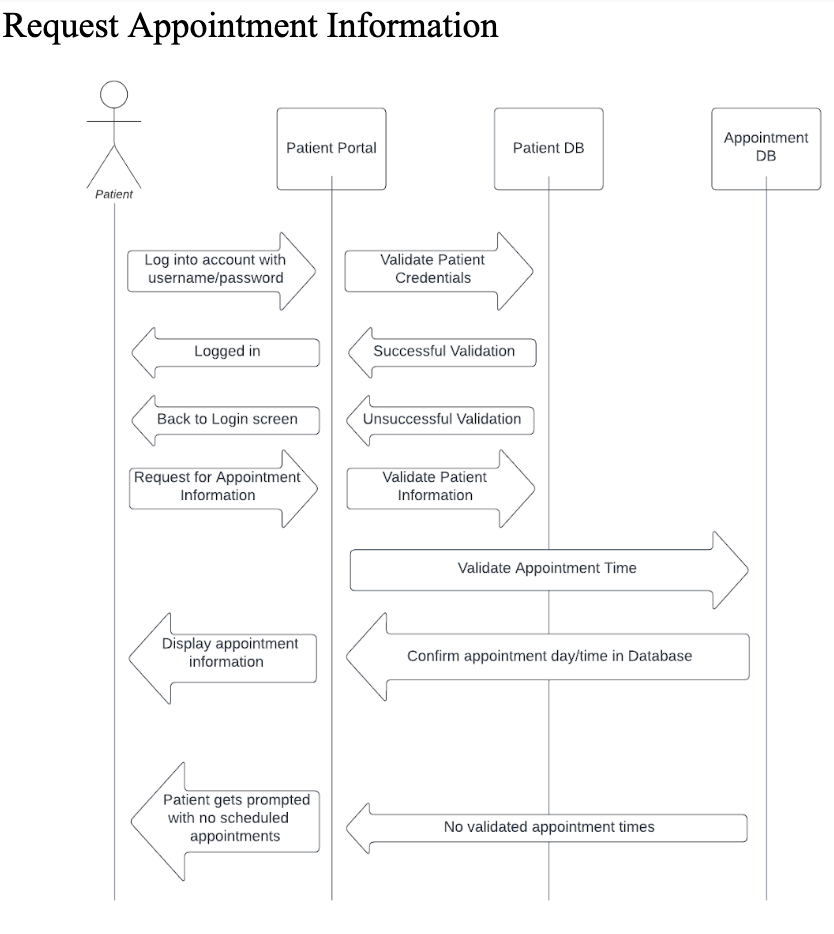 Request Appointment Information
Patient
Patient Portal
Patient DB
Appointment
DB
Log into account with
username/password
Validate Patient
Credentials
Logged in
Successful Validation
Back to Login screen
Unsuccessful Validation
Request for Appointment
Information
Validate Patient
Information
Validate Appointment Time
Display appointment
information
Confirm appointment day/time in Database
Patient gets prompted
with no scheduled
appointments
No validated appointment times